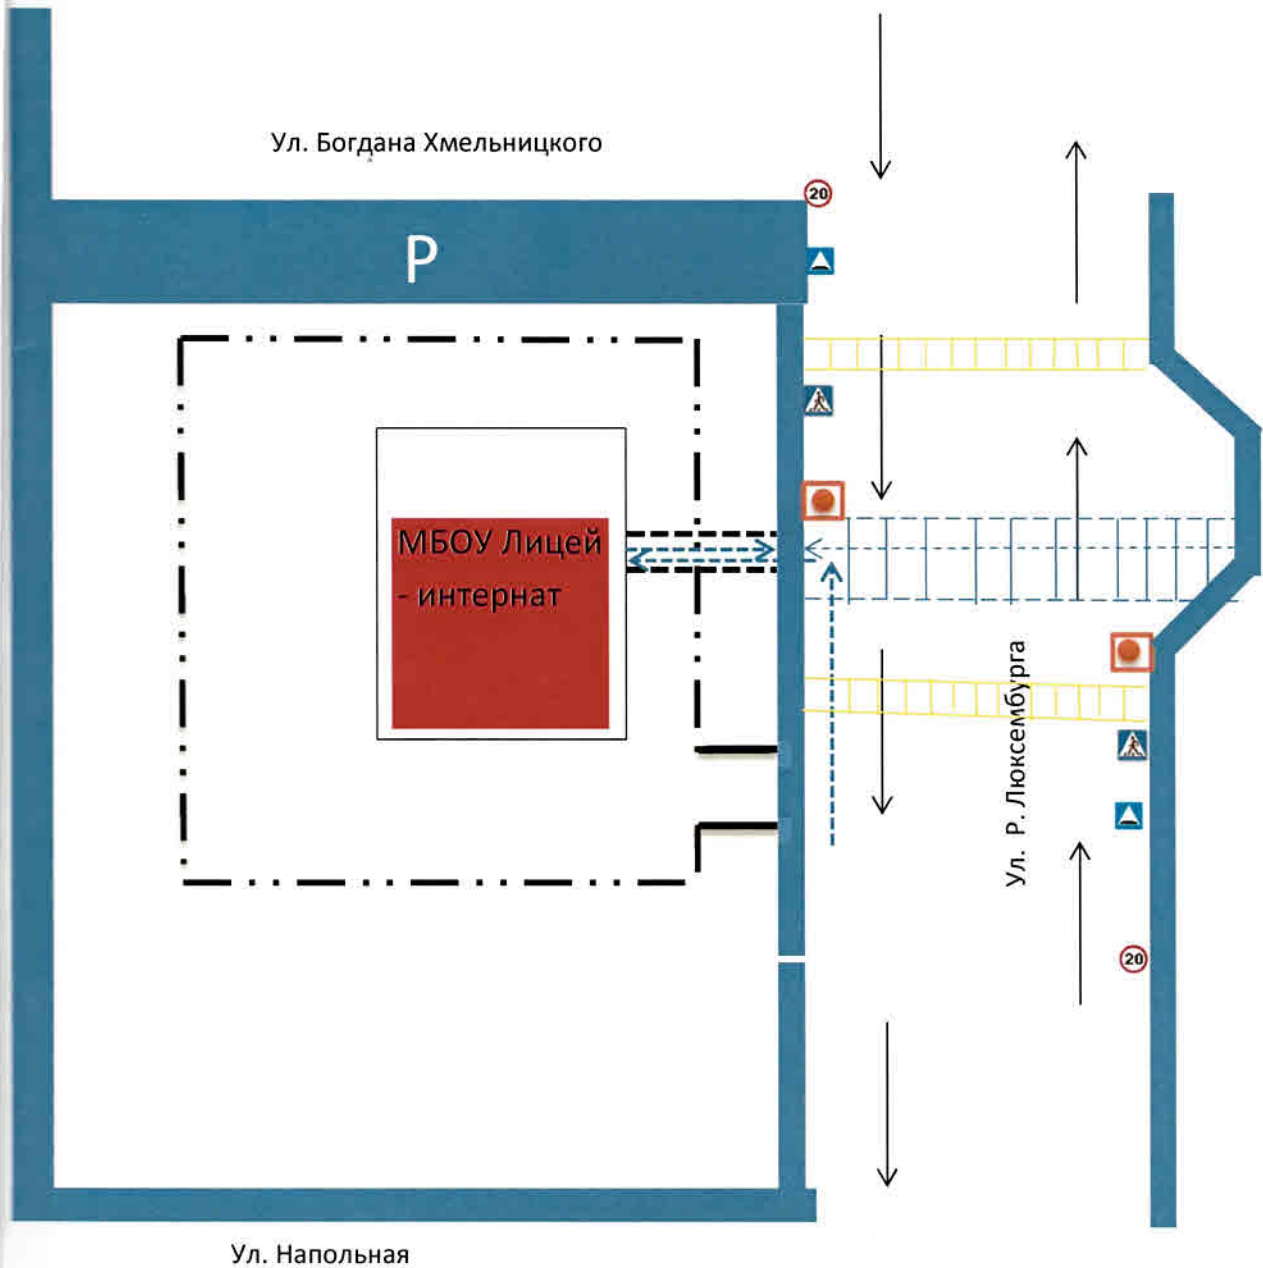 Ул. Богдана Хмельницкого
20
Р
МБОУ Лицей
- интернат
Ул. Р. Люксембурга
20
Ул. Напольная